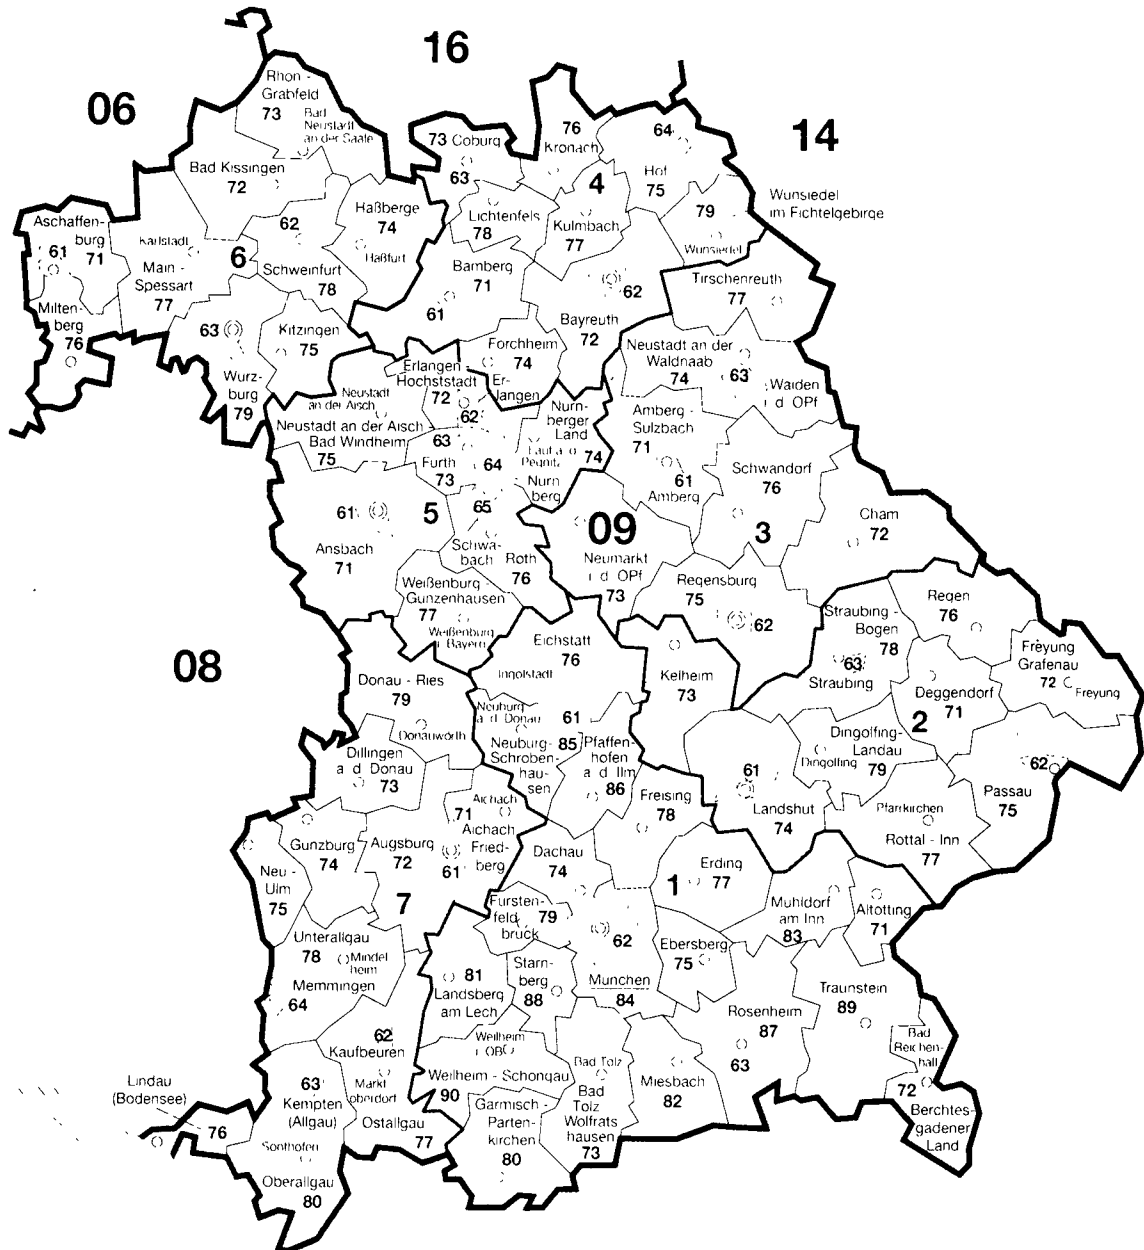 16
06
14
Rhön -
Grabfeld
73
Bad
Neustadt
an der Saale
73 Coburg
63
76
Kronach
64
Hof
75
4
Bad Kissingen
72
Haßberge
74
Haßfurt
Lichtenfels
78
Kulmbach
77
79
Wunsiedel
Wunsiedel
im Fichtelgebirge
Aschaffen-
burg
61
71
Karlstadt
Main -
Spessart
77
6
62
Schweinfurt
78
Bamberg
71
61
62
Bayreuth
72
Tirschenreuth
77
Milten-
berg
76
63
Würz-
burg
79
Kitzingen
75
Forchheim
74
Erlangen
Höchstadt
72
Er-
langen
62
Neustadt an der
Waldnaab
74
63
Weiden
i d OPf
Neustadt
an der Aisch
Neustadt an der Aisch
Bad Windheim
75
63
Fürth
73
64
Nürn-
berger
Land
74
Lauf a d
Pegnitz
Nürn
berg
Amberg -
Sulzbach
71
61
Amberg
Schwandorf
76
61
Ansbach
71
5
65
Schwa-
bach
Roth
76
09
Neumarkt
i d OPf
73
3
Cham
72
Weißenburg -
Gunzenhausen
77
Weißenburg
i Bayern
Regensburg
75
62
Straubing -
Bogen
78
63
Straubing
Regen
76
Freyung
Grafenau
72
Freyung
08
Eichstätt
76
Ingolstadt
61
Kelheim
73
Deggendorf
71
2
Donau - Ries
79
Donauwörth
Neuburg
a d Donau
Neuburg-
Schroben-
hau-
sen
85
Pfaffen-
hofen
a d Ilm
86
Dingolfing-
Landau
79
Dingolfing
62
Passau
75
Dillingen
a d Donau
73
61
Landshut
74
Pfarrkirchen
Rottal - Inn
77
Freising
78
71
Aichach
Aichach
Fried-
berg
Augsburg
72
61
Günzburg
74
Neu -
Ulm
75
7
Dachau
74
1
Erding
77
Mühldorf
am Inn
83
Altötting
71
Fürsten-
feld
bruck
79
62
München
84
Ebersberg
75
Unterallgäu
78
Mindel
heim
Memmingen
64
81
Landsberg
am Lech
Starn-
berg
88
Rosenheim
87
63
Traunstein
89
Bad
Reichen-
hall
72
Berchtes-
gadener
Land
62
Kaufbeuren
Weilheim
i OB
Weilheim - Schongau
90
Bad Tölz
Bad
Tölz
Wolfrats
hausen
73
Miesbach
82
Lindau
(Bodensee)
76
63
Kempten
(Allgäu)
Markt
oberdorf
Ostallgäu
77
Garmisch -
Parten-
kirchen
80
Sonthofen
Oberallgäu
80